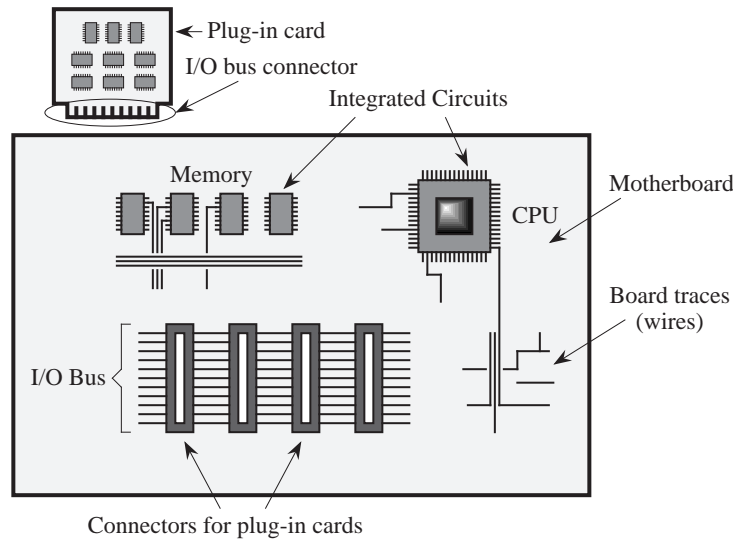 Plug-in card
I/O bus connector
Integrated Circuits
Memory
CPU
Motherboard
Board traces
(wires)
I/O Bus
Connectors for plug-in cards